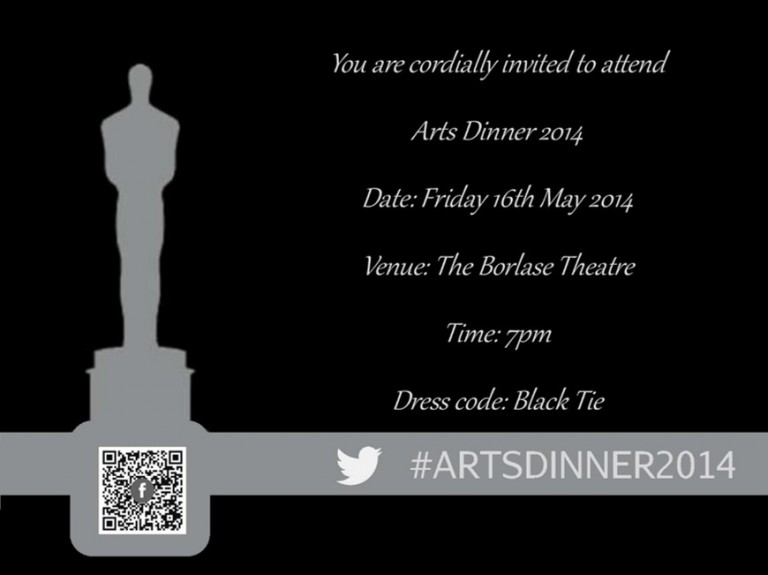 You are cordially invited to attend
Arts Dinner 2014
Date: Friday 16th May 2014
Venue: The Borlase Theatre
Time: 7pm
Dress code: Black Tie
#ARTSDINNER2014
f